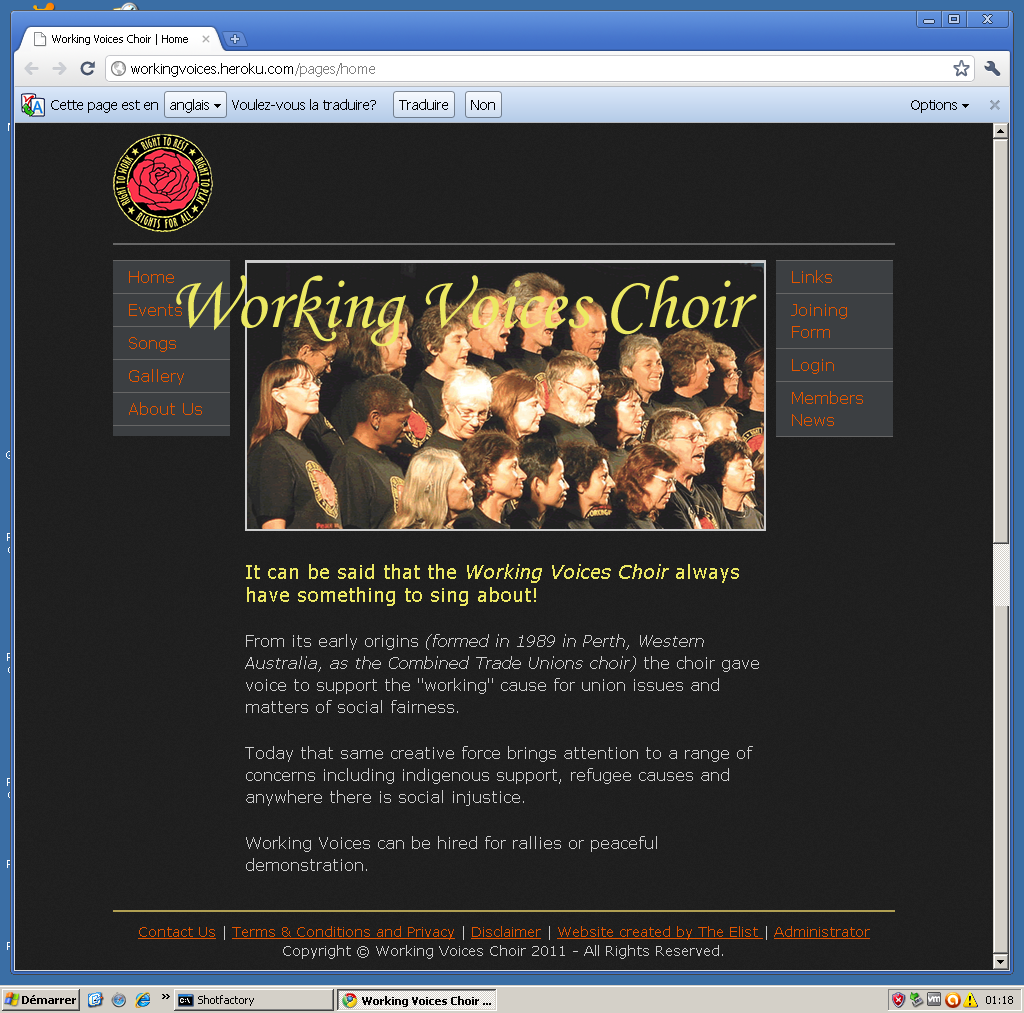 Working Voices Choir | Home
workingvoices.heroku.com/pages/home
Cette page est en anglais Voulez-vous la traduire? Traduire Non Options
RIGHT TO WORK ★ RIGHT TO REST ★ RIGHT TO PLAY ★ RIGHTS FOR ALL ★
Working Voices Choir
Home
Events
Songs
Gallery
About Us
Links
Joining
Form
Login
Members
News
It can be said that the Working Voices Choir always
have something to sing about!
From its early origins (formed in 1989 in Perth, Western
Australia, as the Combined Trade Unions choir) the choir gave
voice to support the "working" cause for union issues and
matters of social fairness.
Today that same creative force brings attention to a range of
concerns including indigenous support, refugee causes and
anywhere there is social injustice.
Working Voices can be hired for rallies or peaceful
demonstration.
Contact Us | Terms & Conditions and Privacy | Disclaimer | Website created by The Elist | Administrator
Copyright © Working Voices Choir 2011 - All Rights Reserved.
Démarrer » Shotfactory Working Voices Choir ... 01:18